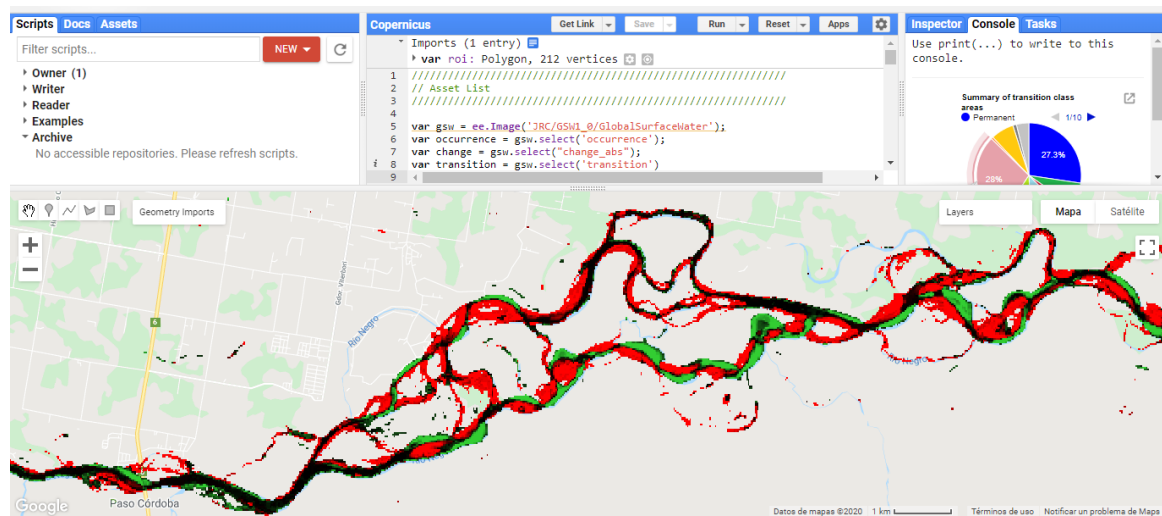 Scripts Docs Assets
Filter scripts...
NEW
Owner (1)
Writer
Reader
Examples
Archive
No accessible repositories. Please refresh scripts.
Copernicus
Get Link Save Run Reset Apps
Imports (1 entry)
var roi: Polygon, 212 vertices
1 //////////////////////////////////////////////////////////////
2 // Asset List
3 //////////////////////////////////////////////////////////////
4
5 var gsw = ee.Image('JRC/GSW1_0/GlobalSurfaceWater');
6 var occurrence = gsw.select('occurrence');
7 var change = gsw.select("change_abs");
i 8 var transition = gsw.select('transition')
9
Inspector Console Tasks
Use print(...) to write to this
console.
Summary of transition class
areas
Permanent 1/10
27.3%
28%
Geometry Imports
Layers
Mapa Satélite
+
−
Gdor. Viterbori
Río Negro
6
Paso Córdoba
Google
Datos de mapas ©2020 1 km Términos de uso Notificar un problema de Maps